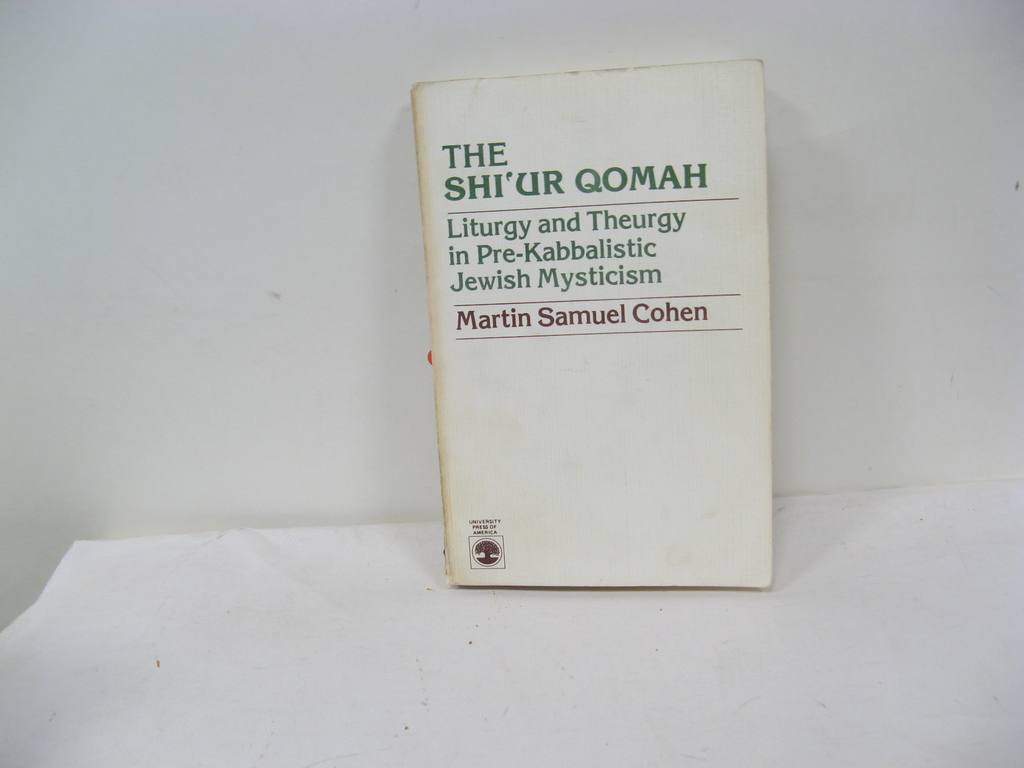 THE
SHI'UR QOMAH
Liturgy and Theurgy
in Pre-Kabbalistic
Jewish Mysticism
Martin Samuel Cohen
UNIVERSITY
PRESS OF
AMERICA